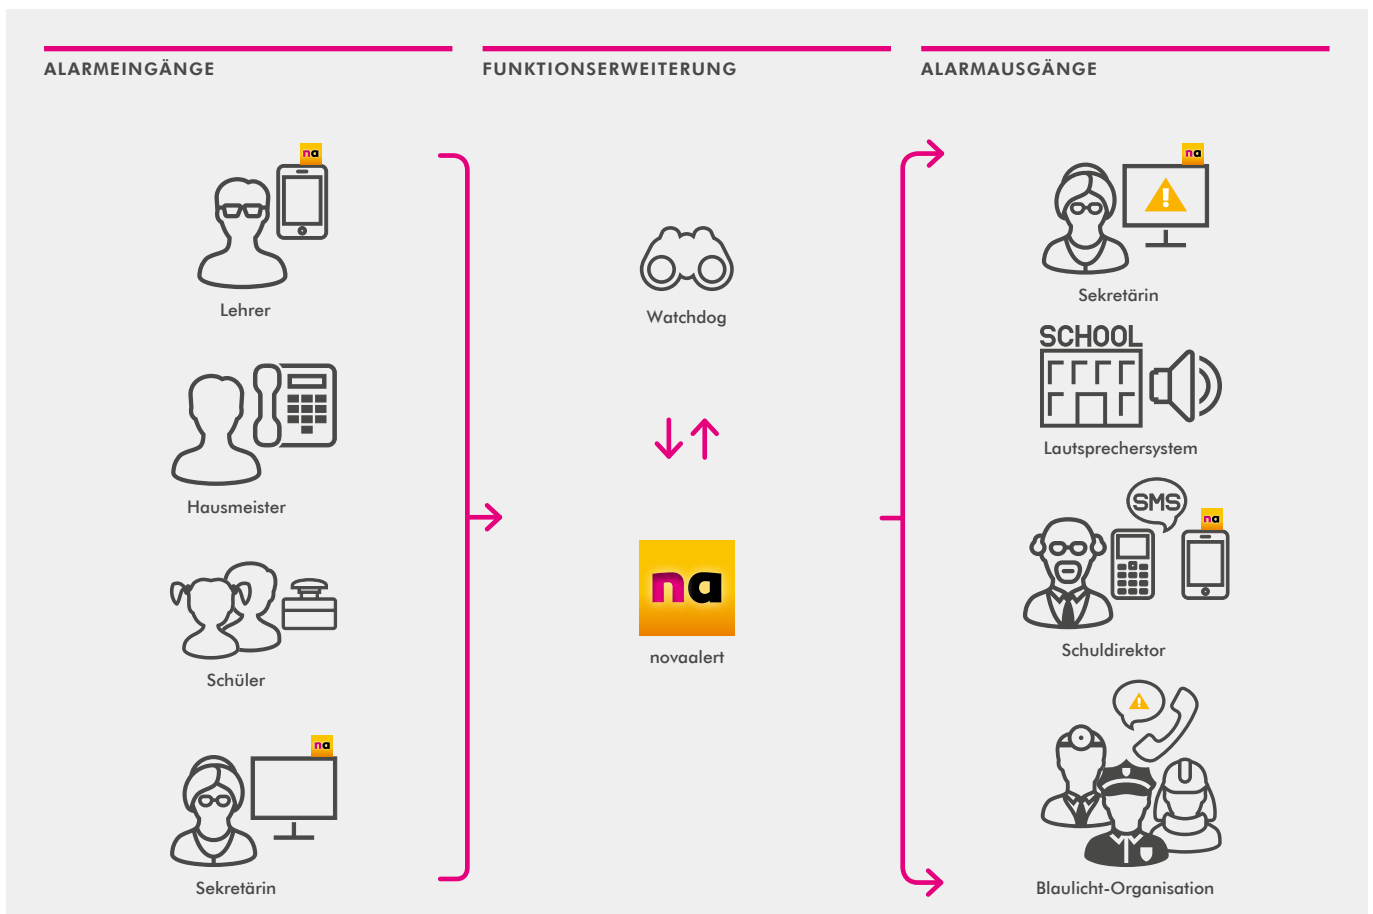 ALARMEINGÄNGE
na
Lehrer
Hausmeister
Schüler
na
Sekretärin
FUNKTIONSERWEITERUNG
Watchdog
na
novaalert
ALARMAUSGÄNGE
na
Sekretärin
SCHOOL
Lautsprechersystem
SMS
na
Schuldirektor
Blaulicht-Organisation